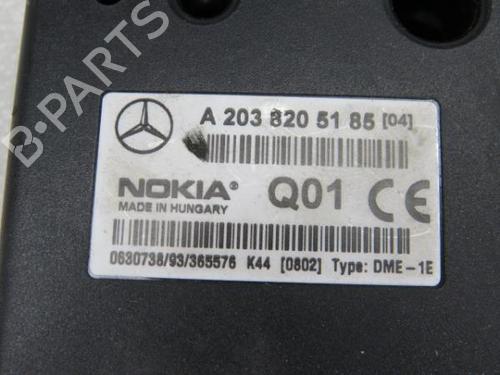 A 203 820 51 85 [04]
NOKIA® Q01 CE
MADE IN HUNGARY
0630738/93/365576 K44 [0802] Type: DME-1E
B-PARTS